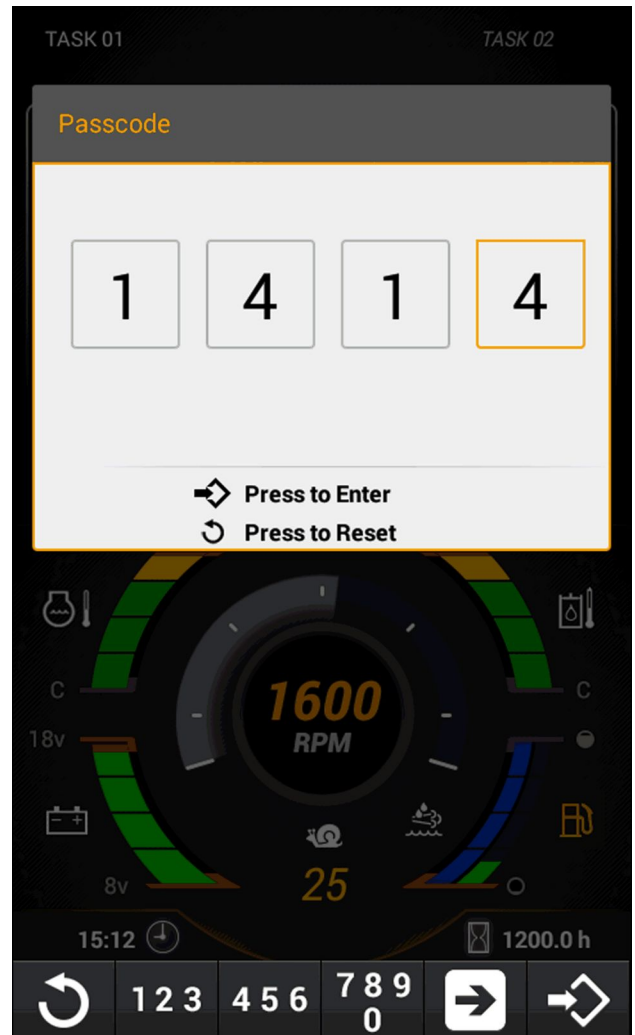 TASK 01 TASK 02
Passcode
1 4 1 4
Press to Enter
Press to Reset
C C
1600
RPM
18v
25
8v
15:12 1200.0 h
1 2 3 4 5 6 7 8 9
0